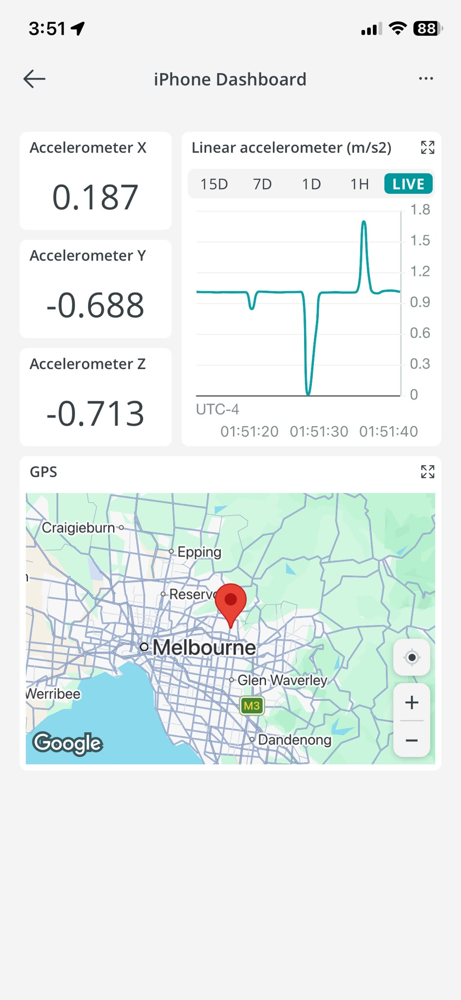 3:51
88
iPhone Dashboard
Accelerometer X
0.187
Accelerometer Y
-0.688
Accelerometer Z
-0.713
Linear accelerometer (m/s2)
15D 7D 1D 1H LIVE
1.8
1.5
1.2
0.9
0.6
0.3
0
UTC-4
01:51:20 01:51:30 01:51:40
GPS
Craigieburn
Epping
Reservo
Melbourne
Glen Waverley
Werribee
M3
Dandenong
Google